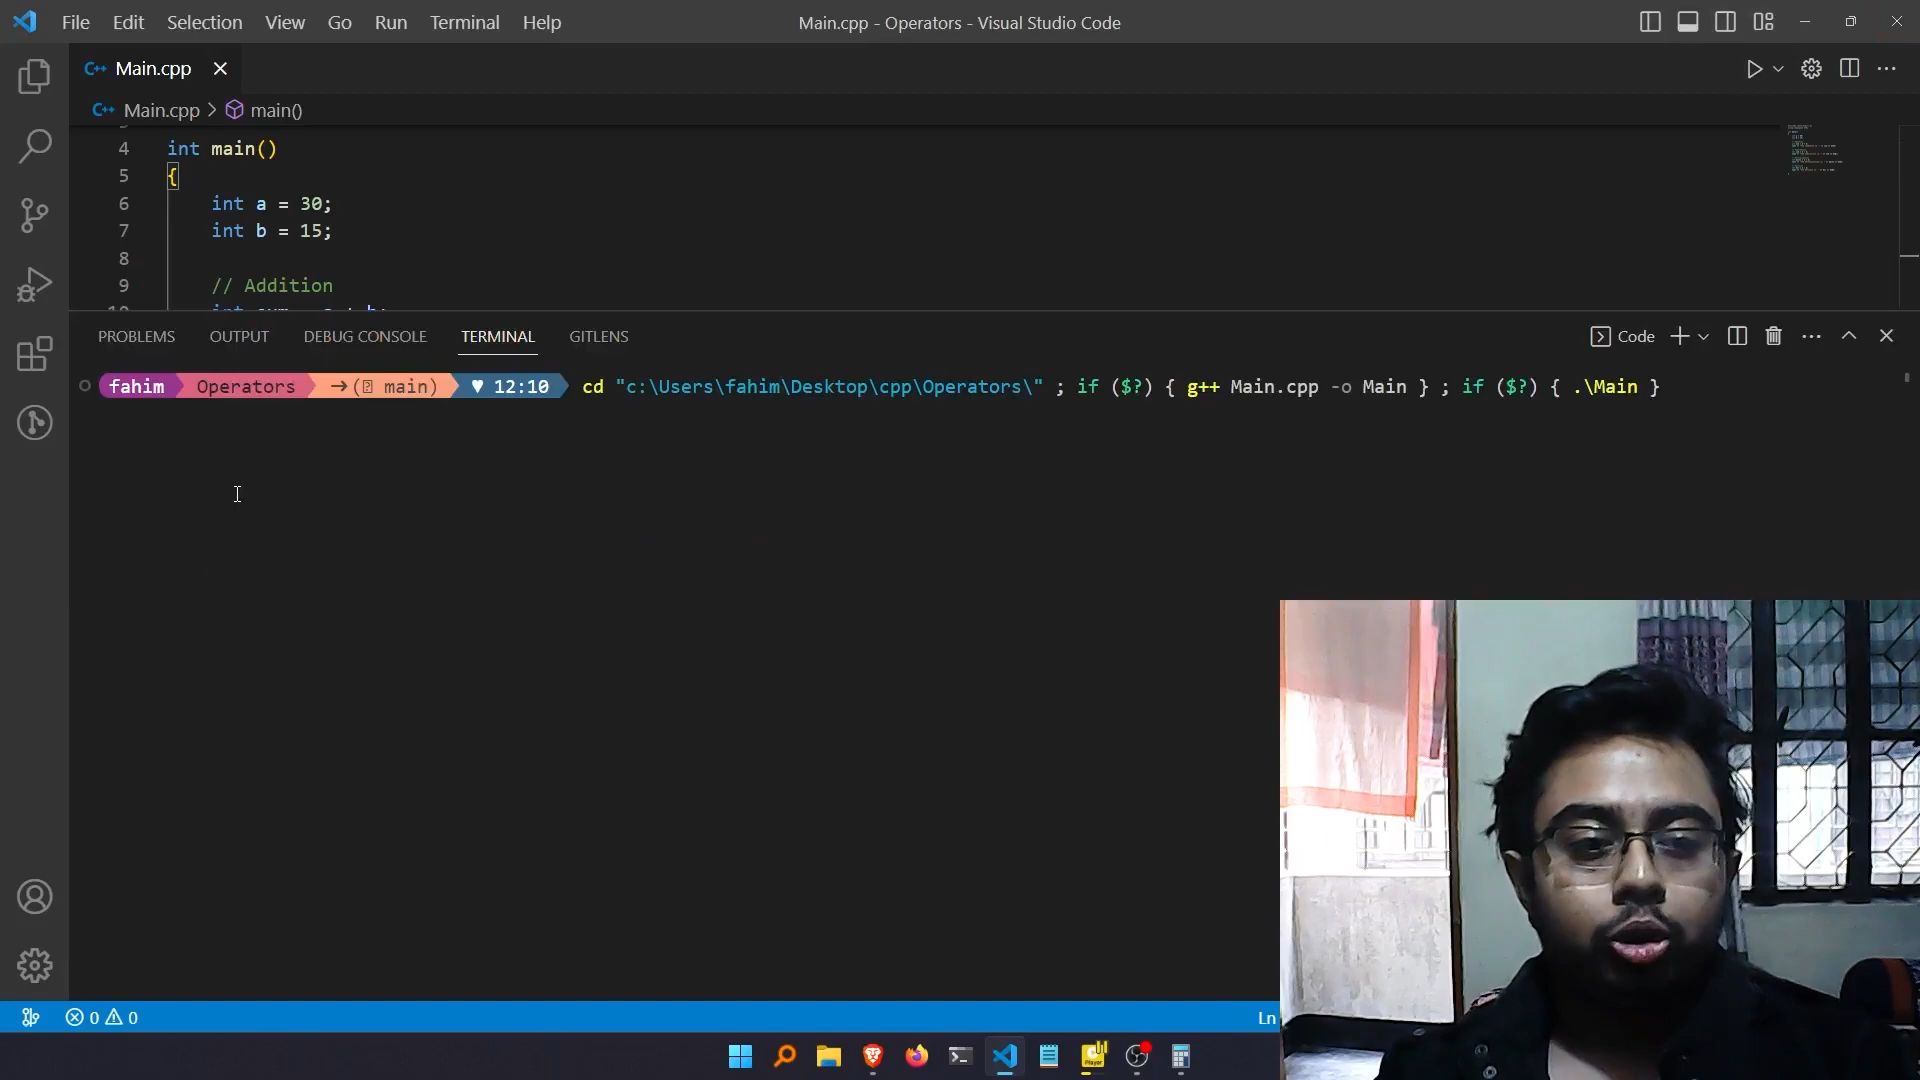 File Edit Selection View Go Run Terminal Help Main.cpp - Operators - Visual Studio Code
C++ Main.cpp
C++ Main.cpp > main()
4 int main()
5 {
6 int a = 30;
7 int b = 15;
8
9 // Addition
PROBLEMS OUTPUT DEBUG CONSOLE TERMINAL GITLENS Code
fahim Operators →( main) ♥ 12:10 cd "c:\Users\fahim\Desktop\cpp\Operators\" ; if ($?) { g++ Main.cpp -o Main } ; if ($?) { .\Main }
0 0 Ln